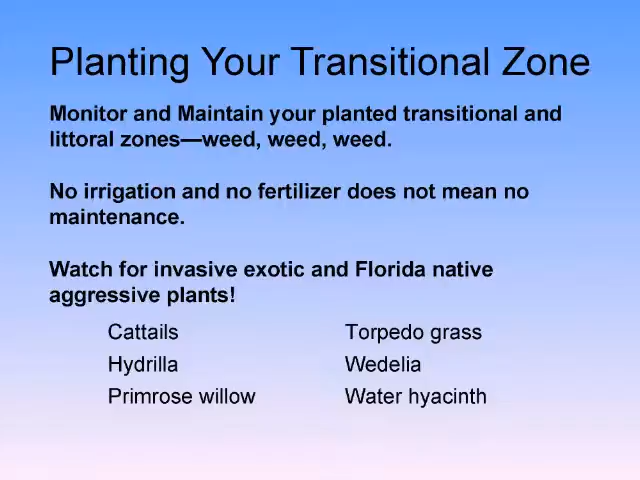 Planting Your Transitional Zone
Monitor and Maintain your planted transitional and
littoral zones—weed, weed, weed.
No irrigation and no fertilizer does not mean no
maintenance.
Watch for invasive exotic and Florida native
aggressive plants!
Cattails
Torpedo grass
Hydrilla
Wedelia
Primrose willow
Water hyacinth